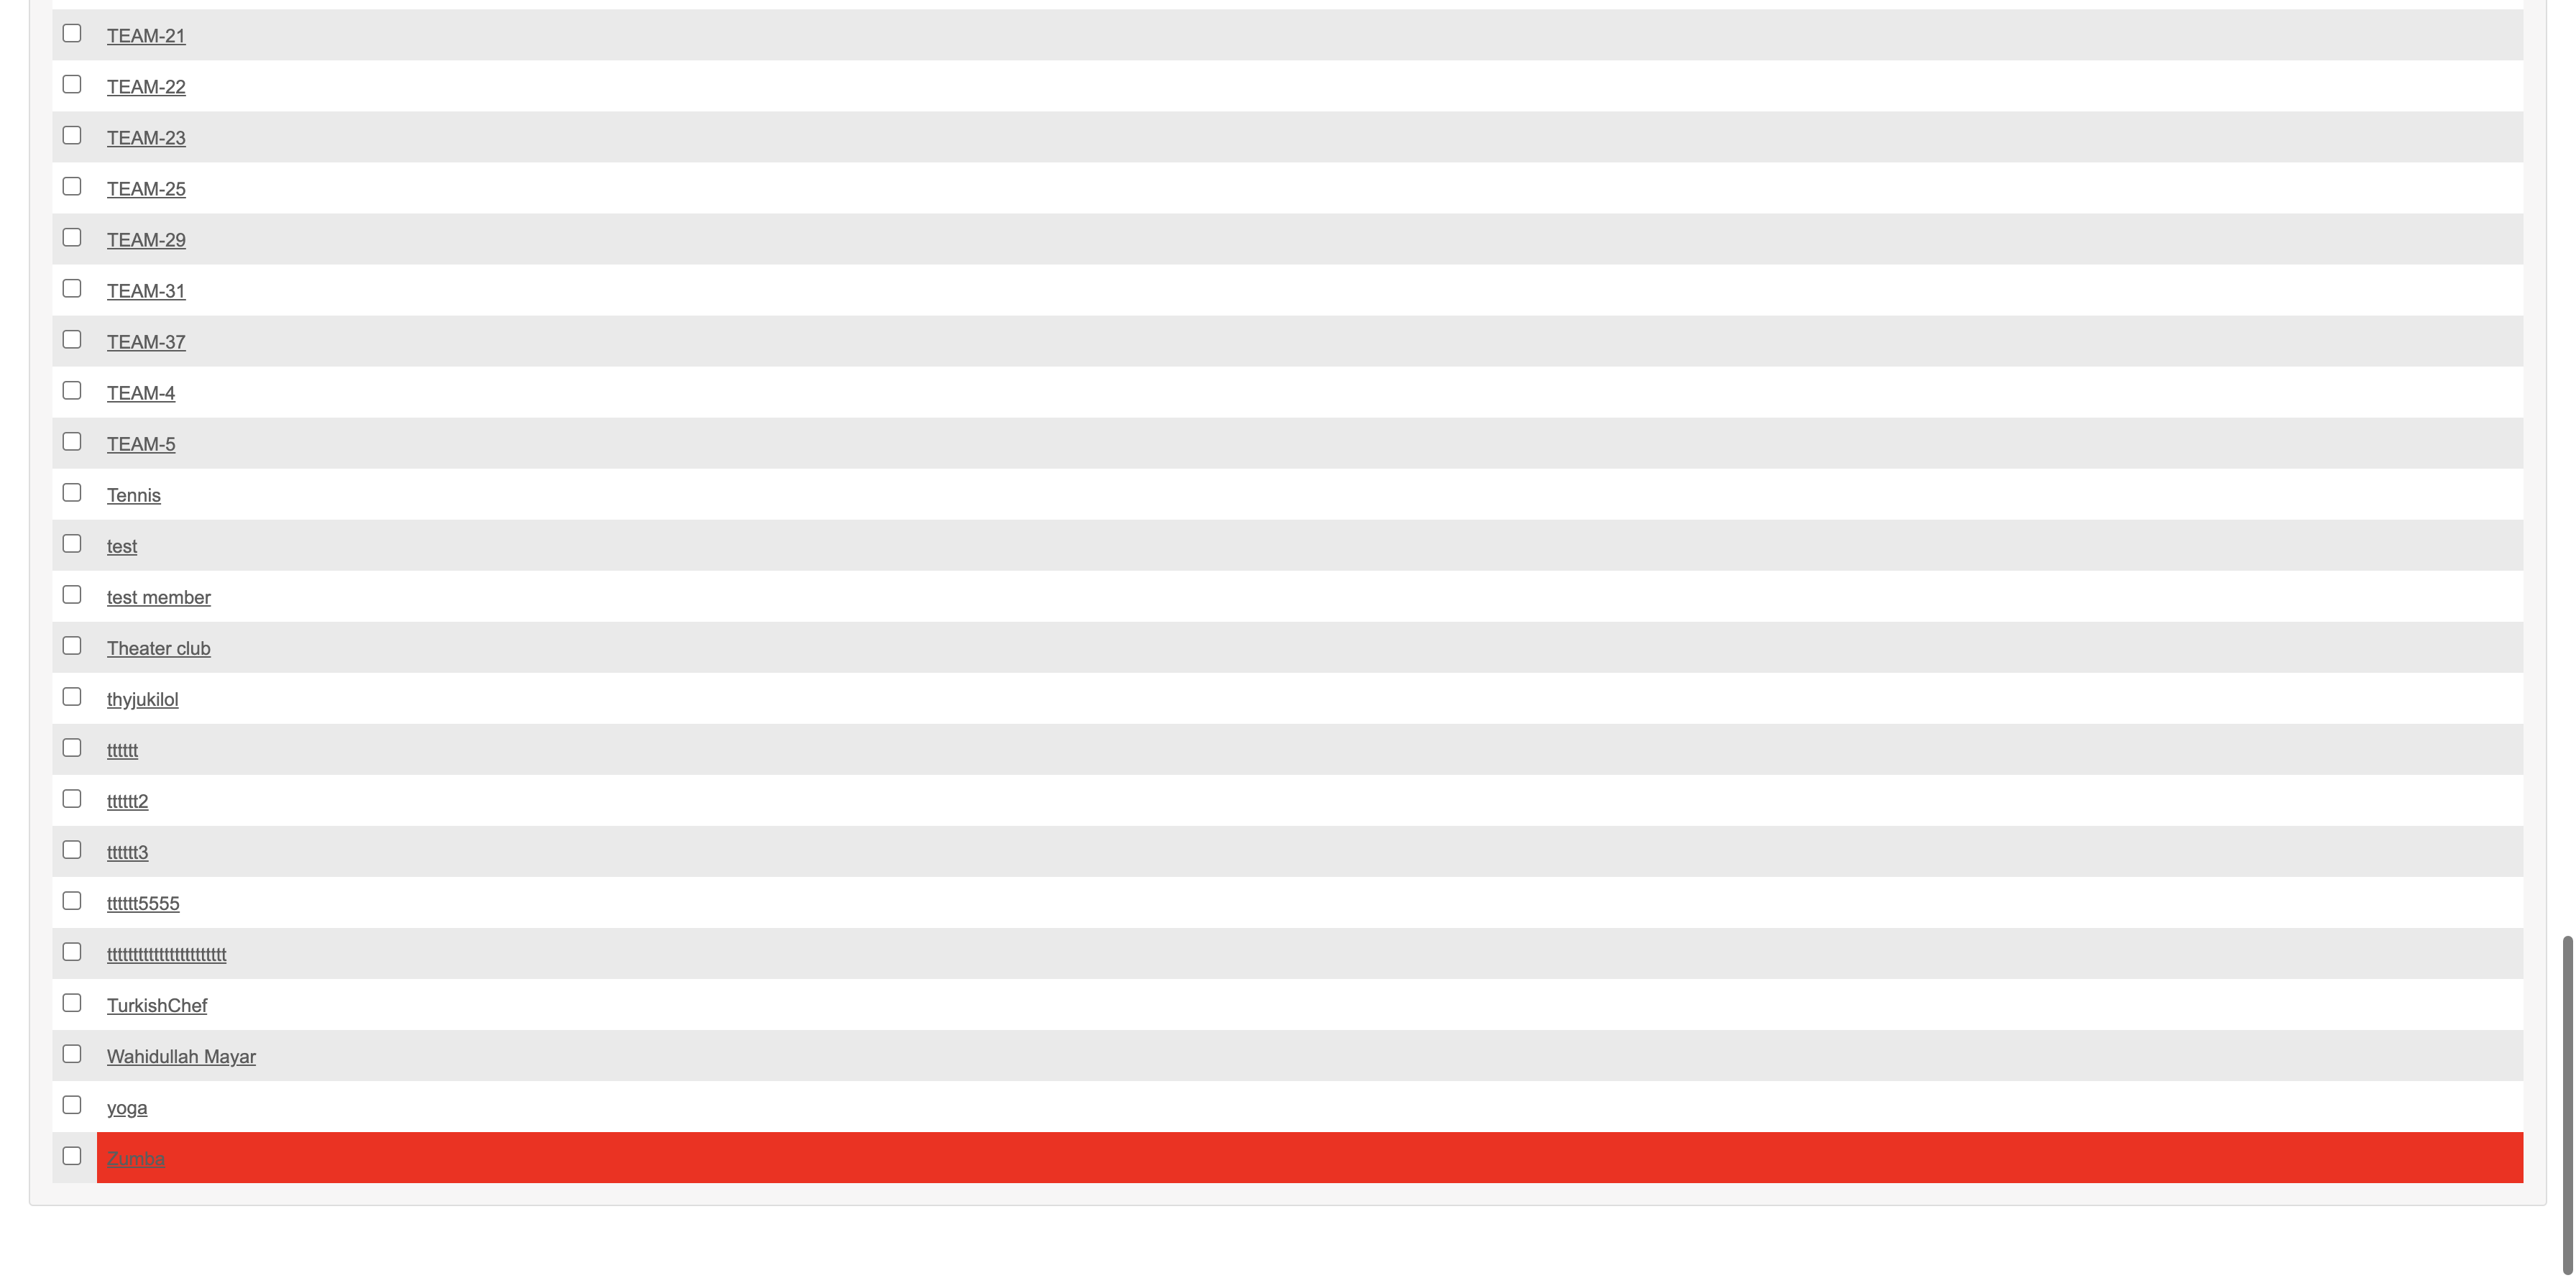 TEAM-21
TEAM-22
TEAM-23
TEAM-25
TEAM-29
TEAM-31
TEAM-37
TEAM-4
TEAM-5
Tennis
test
test member
Theater club
thyjukilol
tttttt
tttttt2
tttttt3
tttttt5555
ttttttttttttttttttttttt
TurkishChef
Wahidullah Mayar
yoga
Zumba